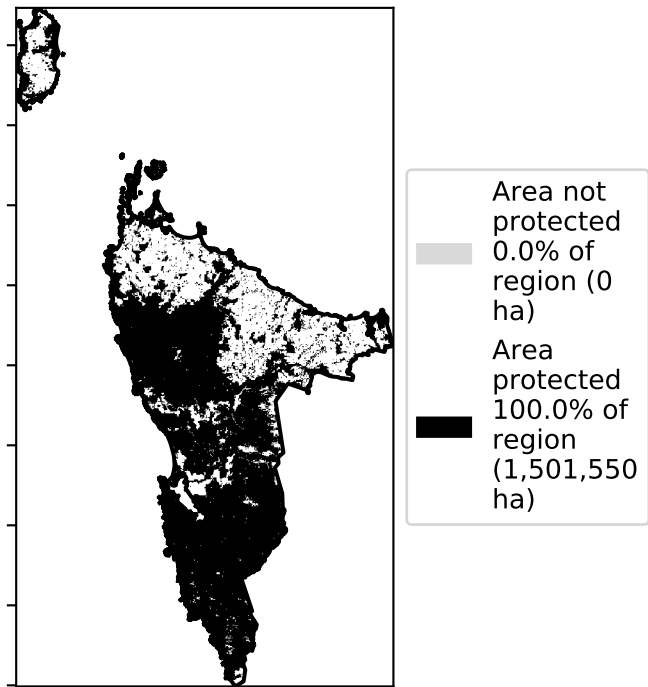 Area not
protected
0.0% of
region (0
ha)
Area
protected
100.0% of
region
(1,501,550
ha)